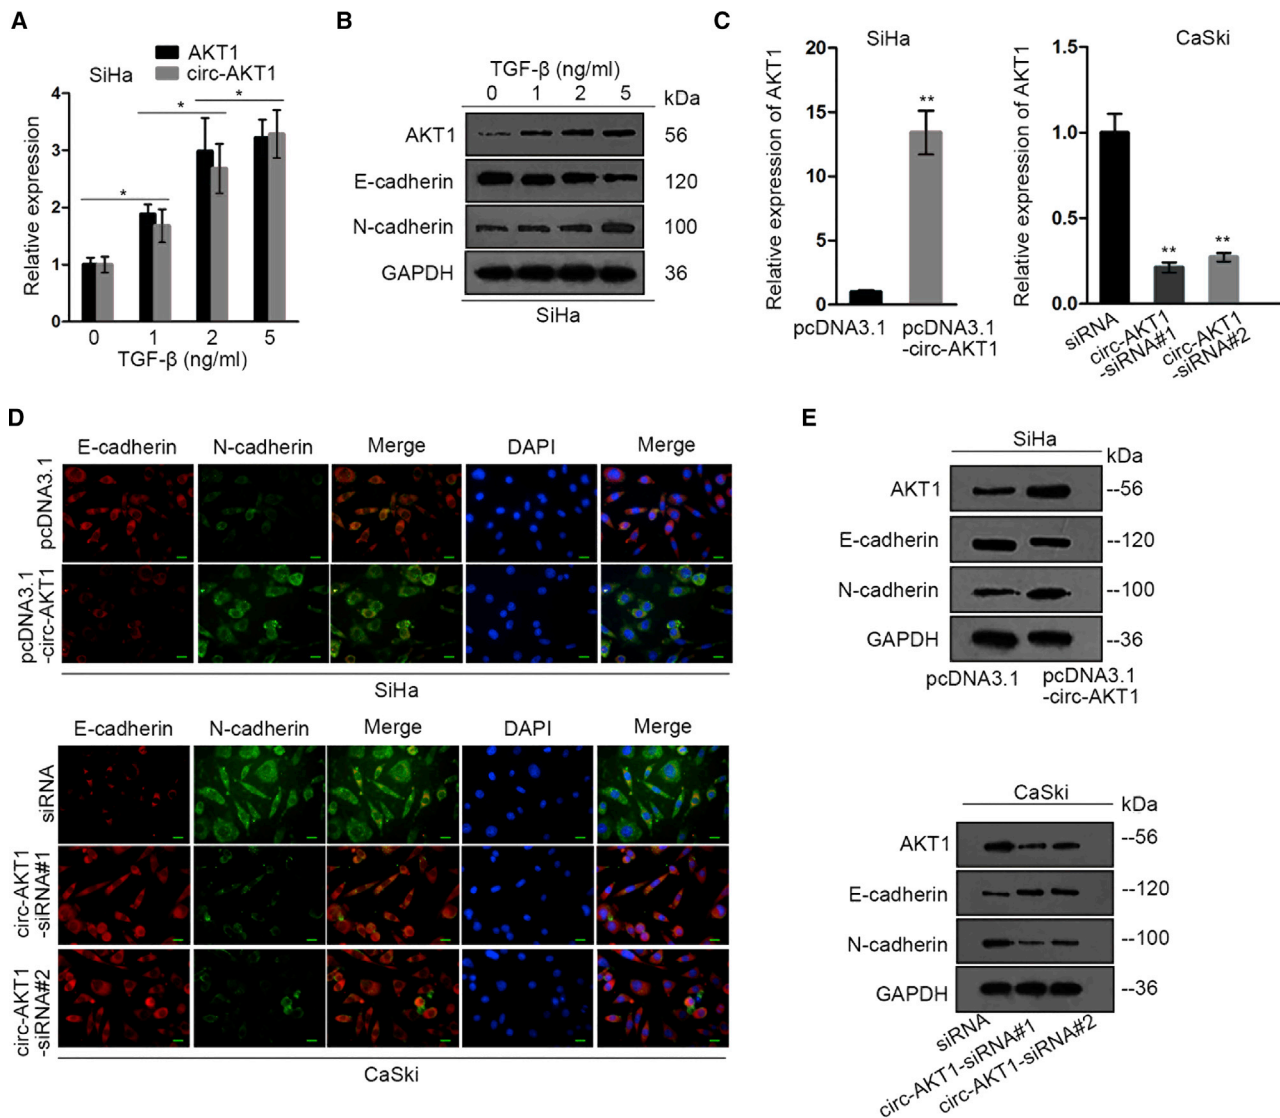 A
AKT1
circ-AKT1
SiHa
Relative expression
4
3
2
1
0
*
*
*
0 1 2 5
TGF-β (ng/ml)
B
TGF-β (ng/ml)
0 1 2 5 kDa
AKT1 56
E-cadherin 120
N-cadherin 100
GAPDH 36
SiHa
C
SiHa
Relative expression of AKT1
20
15
10
5
0
**
pcDNA3.1
pcDNA3.1
-circ-AKT1
CaSki
Relative expression of AKT1
1.5
1.0
0.5
0.0
**
**
siRNA
circ-AKT1
-siRNA#1
circ-AKT1
-siRNA#2
D
E-cadherin N-cadherin Merge DAPI Merge
pcDNA3.1
pcDNA3.1
-circ-AKT1
SiHa
E-cadherin N-cadherin Merge DAPI Merge
siRNA
circ-AKT1
-siRNA#1
circ-AKT1
-siRNA#2
CaSki
E
SiHa
kDa
AKT1 --56
E-cadherin --120
N-cadherin --100
GAPDH --36
pcDNA3.1
pcDNA3.1
-circ-AKT1
CaSki
kDa
AKT1 --56
E-cadherin --120
N-cadherin --100
GAPDH --36
siRNA
circ-AKT1-siRNA#1
circ-AKT1-siRNA#2